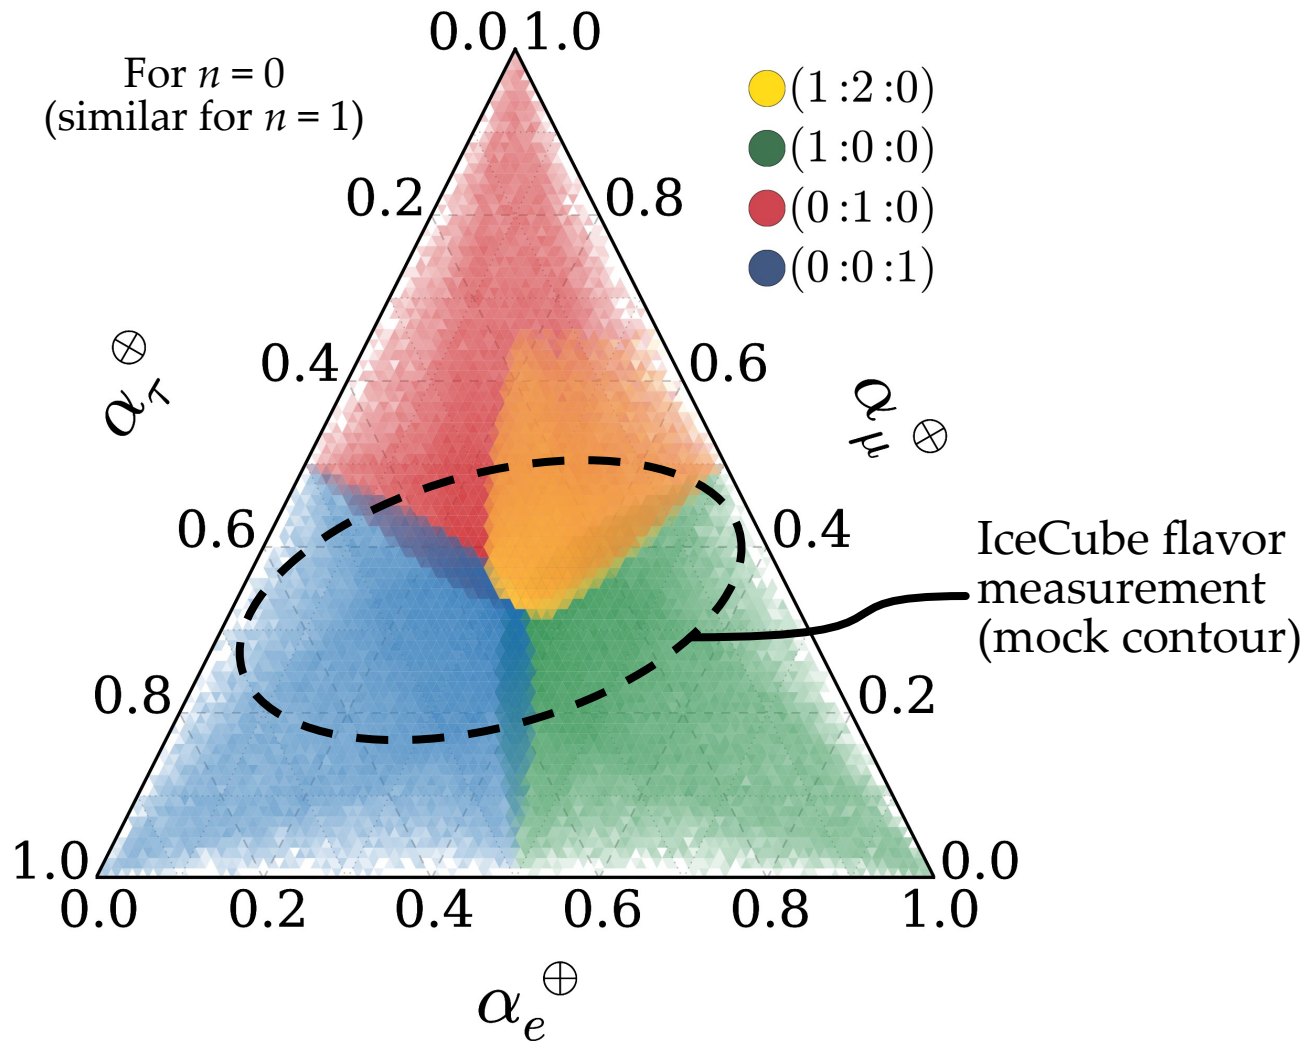 0.0 1.0
For n = 0
(similar for n = 1)
(1 :2 :0)
(1 :0 :0)
(0 :1 :0)
(0 :0 :1)
0.2 0.8
0.4 0.6
α_τ^⊕
α_μ^⊕
0.6 0.4
IceCube flavor
measurement
(mock contour)
0.8 0.2
1.0 0.0
0.0 0.2 0.4 0.6 0.8 1.0
α_e^⊕